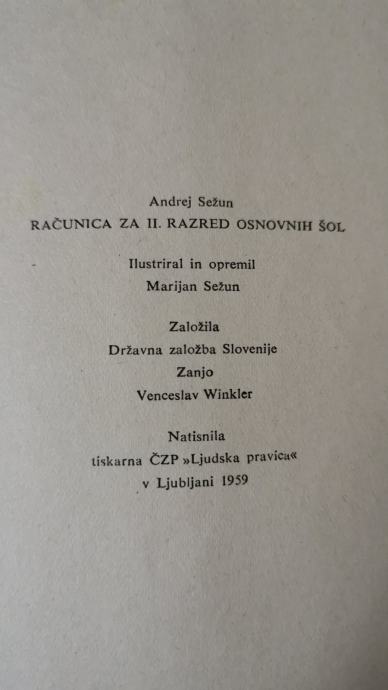 Andrej Sežun
RAČUNICA ZA II. RAZRED OSNOVNIH ŠOL
Ilustriral in opremil
Marijan Sežun
Založila
Državna založba Slovenije
Zanjo
Venceslav Winkler
Natisnila
tiskarna ČZP »Ljudska pravica«
v Ljubljani 1959